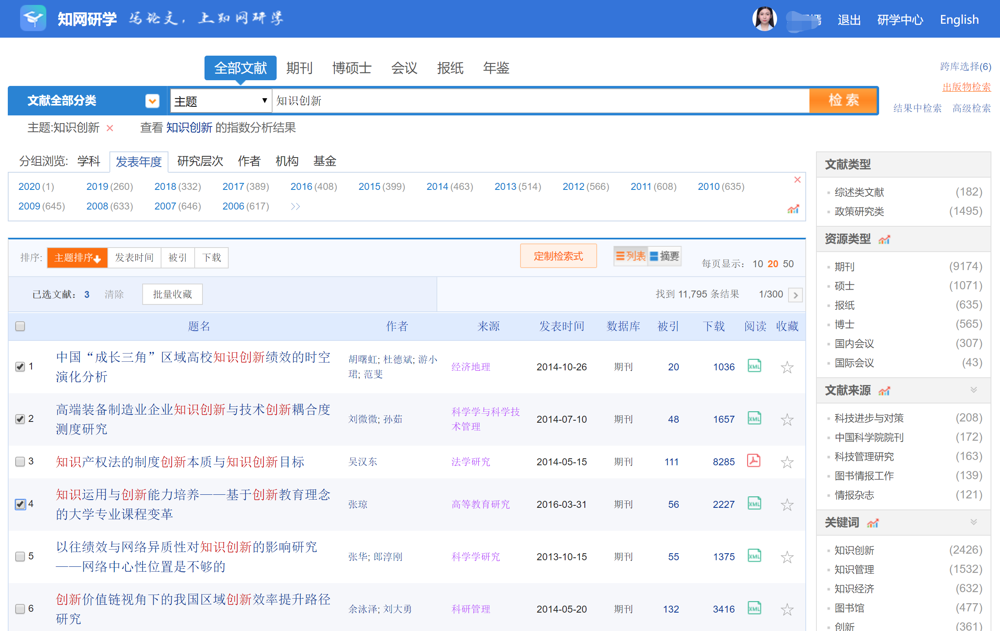 知网研学 写论文，上知网研学
退出 研学中心 English
全部文献 期刊 博硕士 会议 报纸 年鉴
跨库选择(6)
出版物检索
文献全部分类 主题 知识创新 检索
结果中检索 高级检索
主题:知识创新 × 查看 知识创新 的指数分析结果
分组浏览: 学科 发表年度 研究层次 作者 机构 基金
2020 (1) 2019 (260) 2018 (332) 2017 (389) 2016 (408) 2015 (399) 2014 (463) 2013 (514) 2012 (566) 2011 (608) 2010 (635)
2009 (645) 2008 (633) 2007 (646) 2006 (617) >>
排序: 主题排序 发表时间 被引 下载 定制检索式 列表 摘要 每页显示： 10 20 50
已选文献： 3 清除 批量收藏 找到 11,795 条结果 1/300 >
题名 作者 来源 发表时间 数据库 被引 下载 阅读 收藏
1 中国“成长三角”区域高校知识创新绩效的时空
演化分析
胡曙虹; 杜德斌; 游小
珺; 范斐
经济地理 2014-10-26 期刊 20 1036 XML
2 高端装备制造业企业知识创新与技术创新耦合度
测度研究
刘微微; 孙茹
科学学与科学技
术管理
2014-07-10 期刊 48 1657 XML
3 知识产权法的制度创新本质与知识创新目标 吴汉东 法学研究 2014-05-15 期刊 111 8285
4 知识运用与创新能力培养——基于创新教育理念
的大学专业课程变革
张琼 高等教育研究 2016-03-31 期刊 56 2227 XML
5 以往绩效与网络异质性对知识创新的影响研究
——网络中心性位置是不够的
张华; 郎淳刚 科学学研究 2013-10-15 期刊 55 1375 XML
6 创新价值链视角下的我国区域创新效率提升路径
研究
余泳泽; 刘大勇 科研管理 2014-05-20 期刊 132 3416 XML
文献类型
综述类文献 (182)
政策研究类 (1495)
资源类型
期刊 (9174)
硕士 (1071)
报纸 (635)
博士 (565)
国内会议 (307)
国际会议 (43)
文献来源
科技进步与对策 (208)
中国科学院院刊 (172)
科技管理研究 (163)
图书情报工作 (139)
情报杂志 (121)
关键词
知识创新 (2426)
知识管理 (1532)
知识经济 (632)
图书馆 (477)
创新 (361)